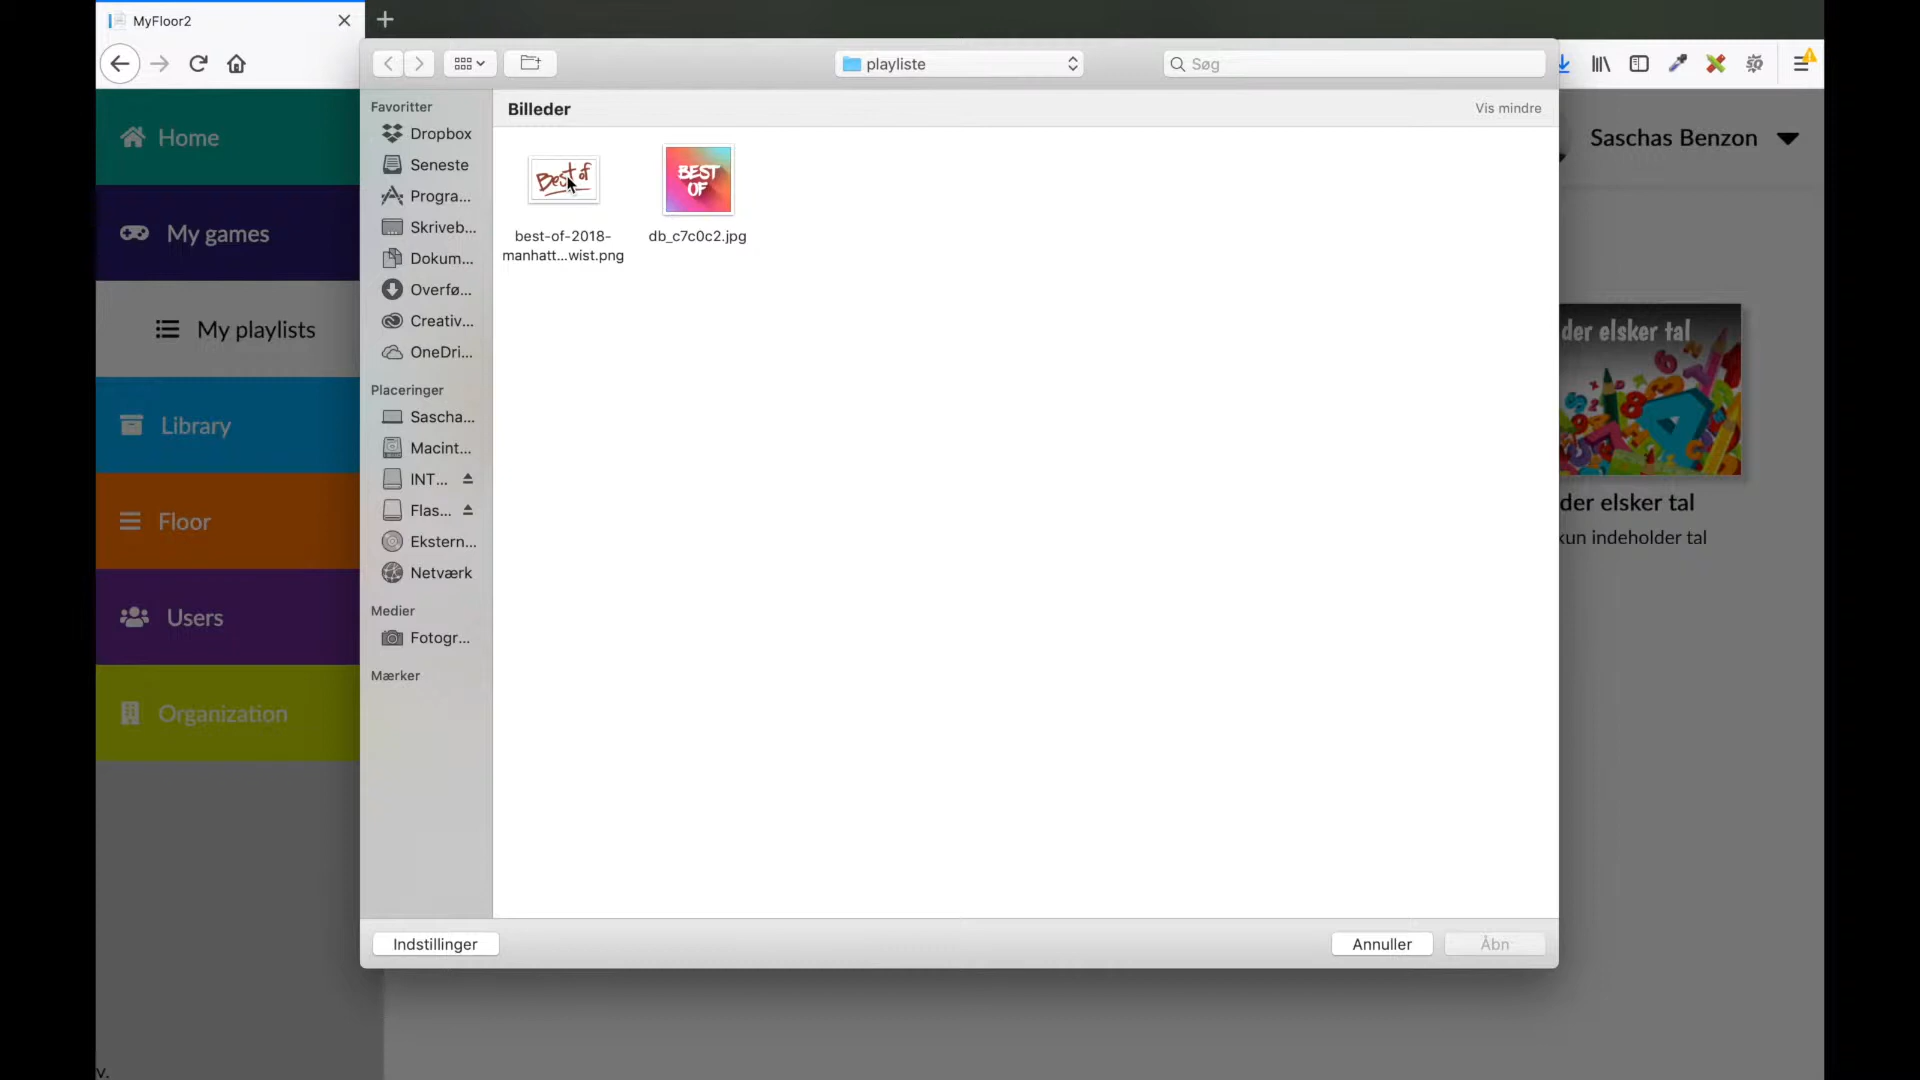 MyFloor2
playliste
Søg
Favoritter
Billeder
Vis mindre
Dropbox
Seneste
Progra...
Skriveb...
Dokum...
Overfø...
Creativ...
OneDri...
Placeringer
Sascha...
Macint...
INT...
Flas...
Ekstern...
Netværk
Medier
Fotogr...
Mærker
Best of
BEST
OF
best-of-2018-
manhatt...wist.png
db_c7c0c2.jpg
Indstillinger
Annuller
Åbn
Home
My games
My playlists
Library
Floor
Users
Organization
Saschas Benzon
der elsker tal
der elsker tal
kun indeholder tal
v.